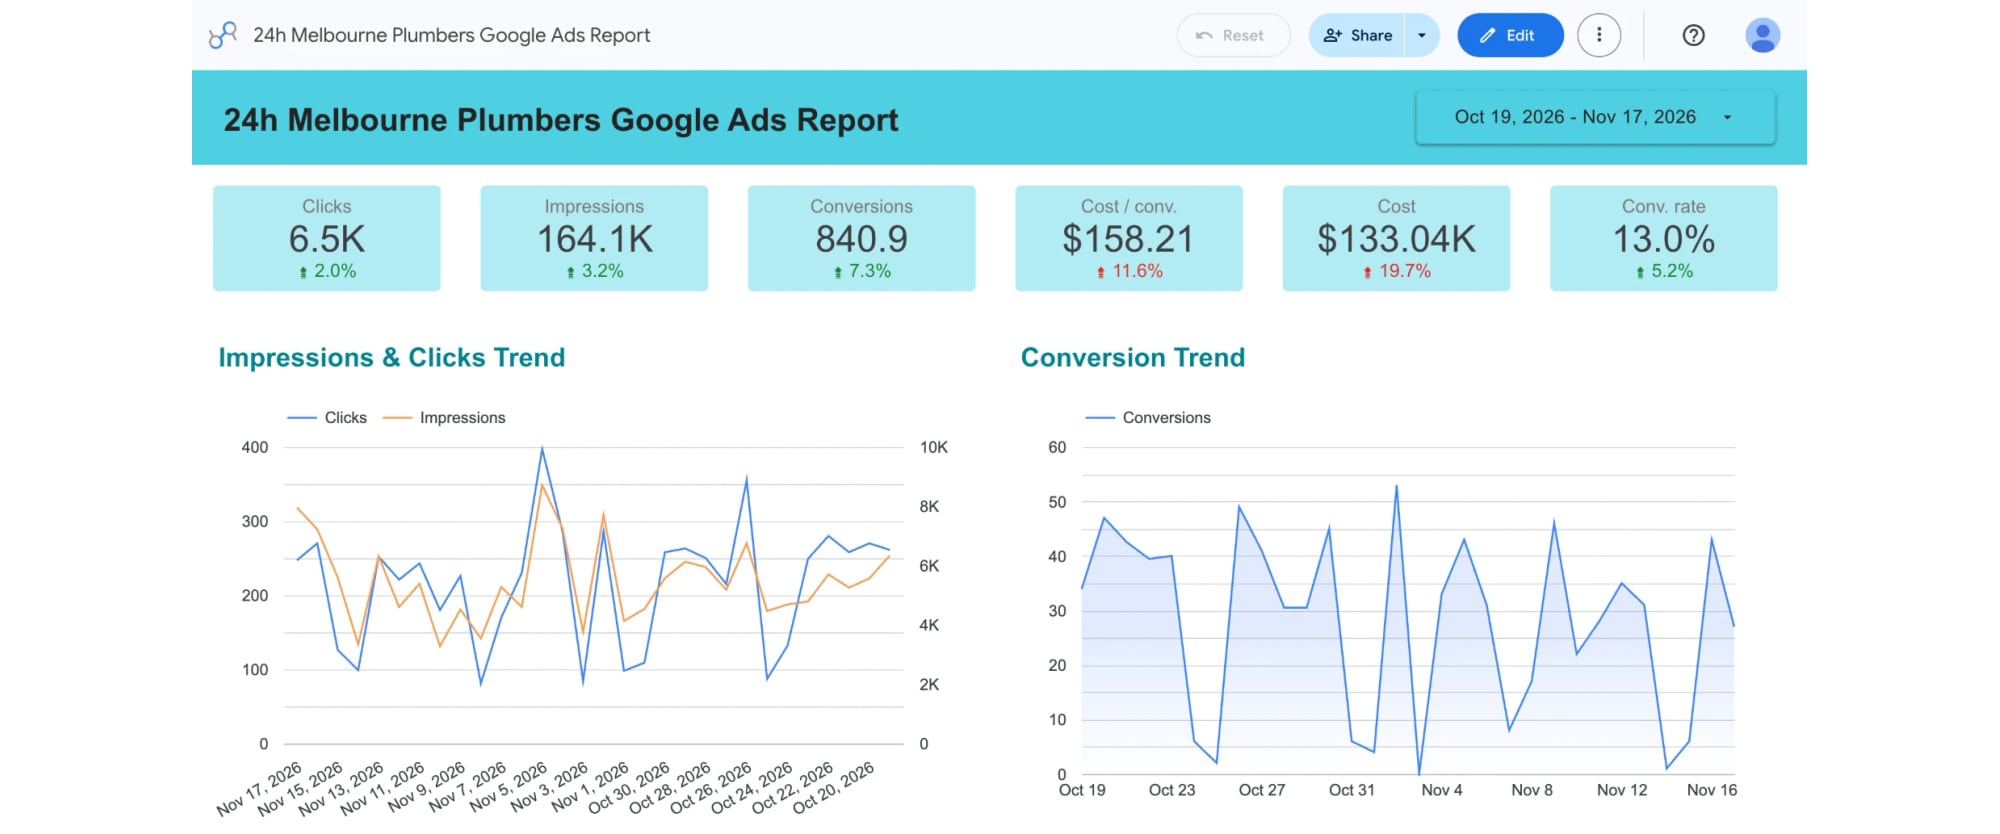 24h Melbourne Plumbers Google Ads Report
Reset
Share
Edit
24h Melbourne Plumbers Google Ads Report
Oct 19, 2026 - Nov 17, 2026
Clicks
6.5K
2.0%
Impressions
164.1K
3.2%
Conversions
840.9
7.3%
Cost / conv.
$158.21
11.6%
Cost
$133.04K
19.7%
Conv. rate
13.0%
5.2%
Impressions & Clicks Trend
Clicks Impressions
400
300
200
100
0
10K
8K
6K
4K
2K
0
Nov 17, 2026
Nov 15, 2026
Nov 13, 2026
Nov 11, 2026
Nov 9, 2026
Nov 7, 2026
Nov 5, 2026
Nov 3, 2026
Nov 1, 2026
Oct 30, 2026
Oct 28, 2026
Oct 26, 2026
Oct 24, 2026
Oct 22, 2026
Oct 20, 2026
Conversion Trend
Conversions
60
50
40
30
20
10
0
Oct 19 Oct 23 Oct 27 Oct 31 Nov 4 Nov 8 Nov 12 Nov 16